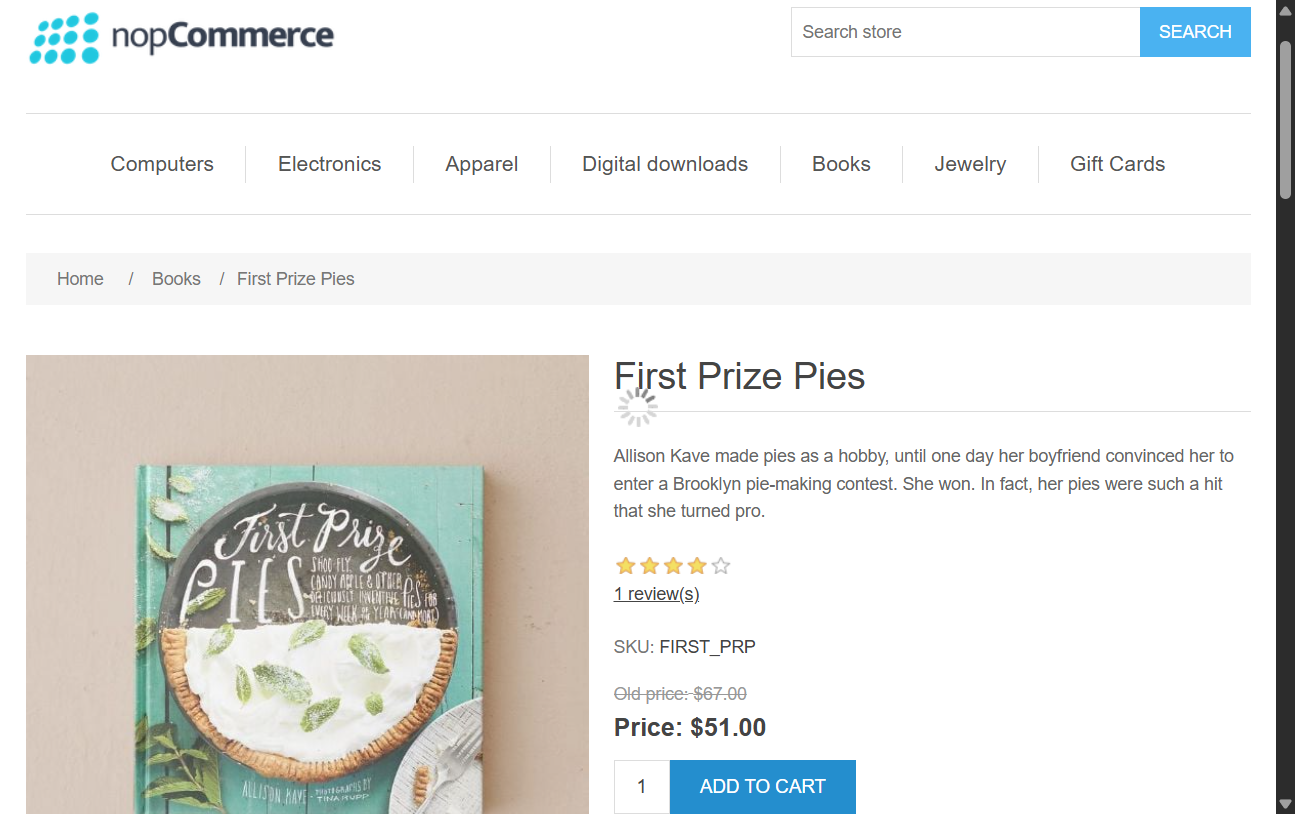 nopCommerce
Search store
SEARCH
Computers
Electronics
Apparel
Digital downloads
Books
Jewelry
Gift Cards
Home / Books / First Prize Pies
First Prize
PIES
SHOO-FLY,
CANDY APPLE & OTHER
DELICIOUSLY INVENTIVE PIES FOR
EVERY WEEK OF THE YEAR (AND MORE)
ALLISON KAVE
PHOTOGRAPHS BY
TINA RUPP
First Prize Pies
Allison Kave made pies as a hobby, until one day her boyfriend convinced her to
enter a Brooklyn pie-making contest. She won. In fact, her pies were such a hit
that she turned pro.
1 review(s)
SKU: FIRST_PRP
Old price: $67.00
Price: $51.00
1
ADD TO CART